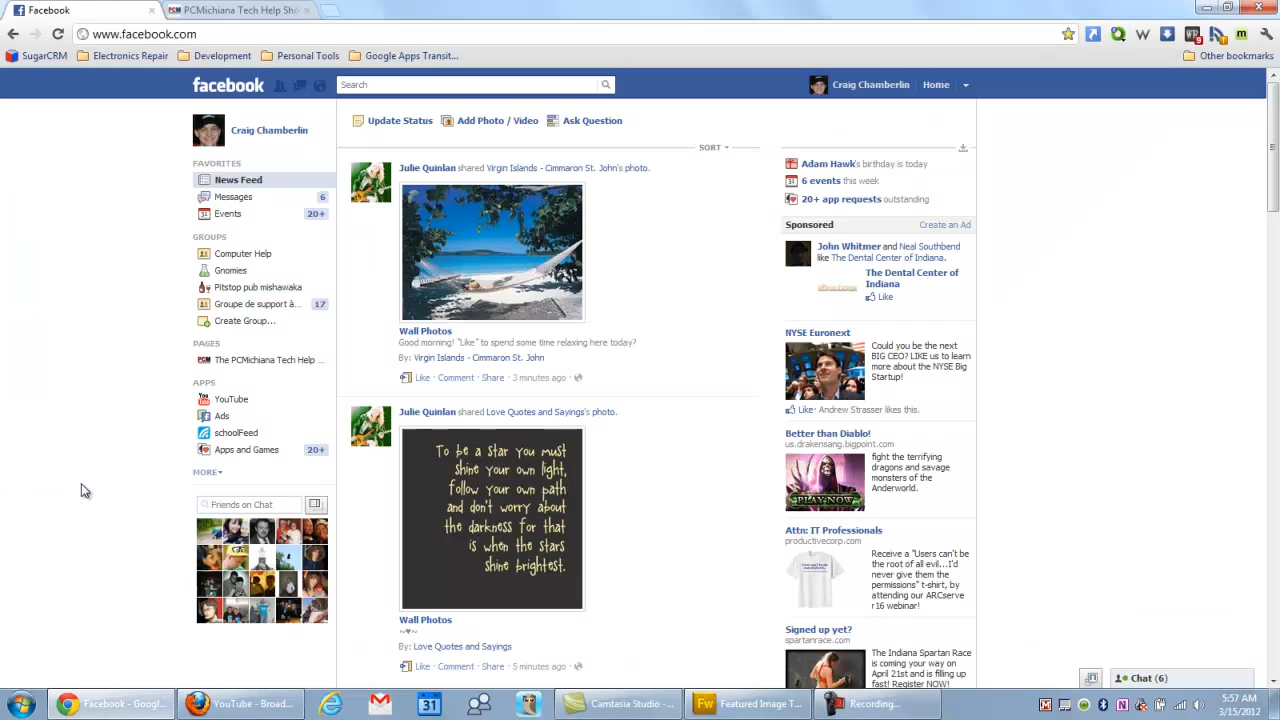 Facebook
PCMichiana Tech Help Sho
www.facebook.com
SugarCRM
Electronics Repair
Development
Personal Tools
Google Apps Transit...
Other bookmarks
facebook
Search
Craig Chamberlin
Home
Craig Chamberlin
FAVORITES
News Feed
Messages 6
Events 20+
GROUPS
Computer Help
Gnomies
Pitstop pub mishawaka
Groupe de support à... 17
Create Group...
PAGES
The PCMichiana Tech Help ...
APPS
YouTube
Ads
schoolFeed
Apps and Games 20+
MORE
Friends on Chat
Update Status
Add Photo / Video
Ask Question
SORT
Julie Quinlan shared Virgin Islands - Cimmaron St. John's photo.
Wall Photos
Good morning! "Like" to spend some time relaxing here today?
By: Virgin Islands - Cimmaron St. John
Like · Comment · Share · 3 minutes ago ·
Julie Quinlan shared Love Quotes and Sayings's photo.
To be a star you must
shine your own light,
follow your own path
and don't worry about
the darkness for that
is when the stars
shine brightest.
Wall Photos
~♥~
By: Love Quotes and Sayings
Like · Comment · Share · 5 minutes ago ·
Adam Hawk's birthday is today
6 events this week
20+ app requests outstanding
Sponsored
Create an Ad
John Whitmer and Neal Southbend
like The Dental Center of Indiana.
The Dental Center of
Indiana
Like
NYSE Euronext
Could you be the next
BIG CEO? LIKE us to learn
more about the NYSE Big
Startup!
Like · Andrew Strasser likes this.
Better than Diablo!
us.drakensang.bigpoint.com
PLAY NOW
fight the terrifying
dragons and savage
monsters of the
Anderworld.
Attn: IT Professionals
productivecorp.com
Receive a "Users can't be
the root of all evil...I'd
never give them the
permissions" t-shirt, by
attending our ARCserve
r16 webinar!
Signed up yet?
spartanrace.com
The Indiana Spartan Race
is coming your way on
April 21st and is filling up
fast! Register NOW!
Chat (6)
Facebook - Googl...
YouTube - Broad...
31
Camtasia Studio - ...
Fw
Featured Image T...
Recording...
5:57 AM
3/15/2012